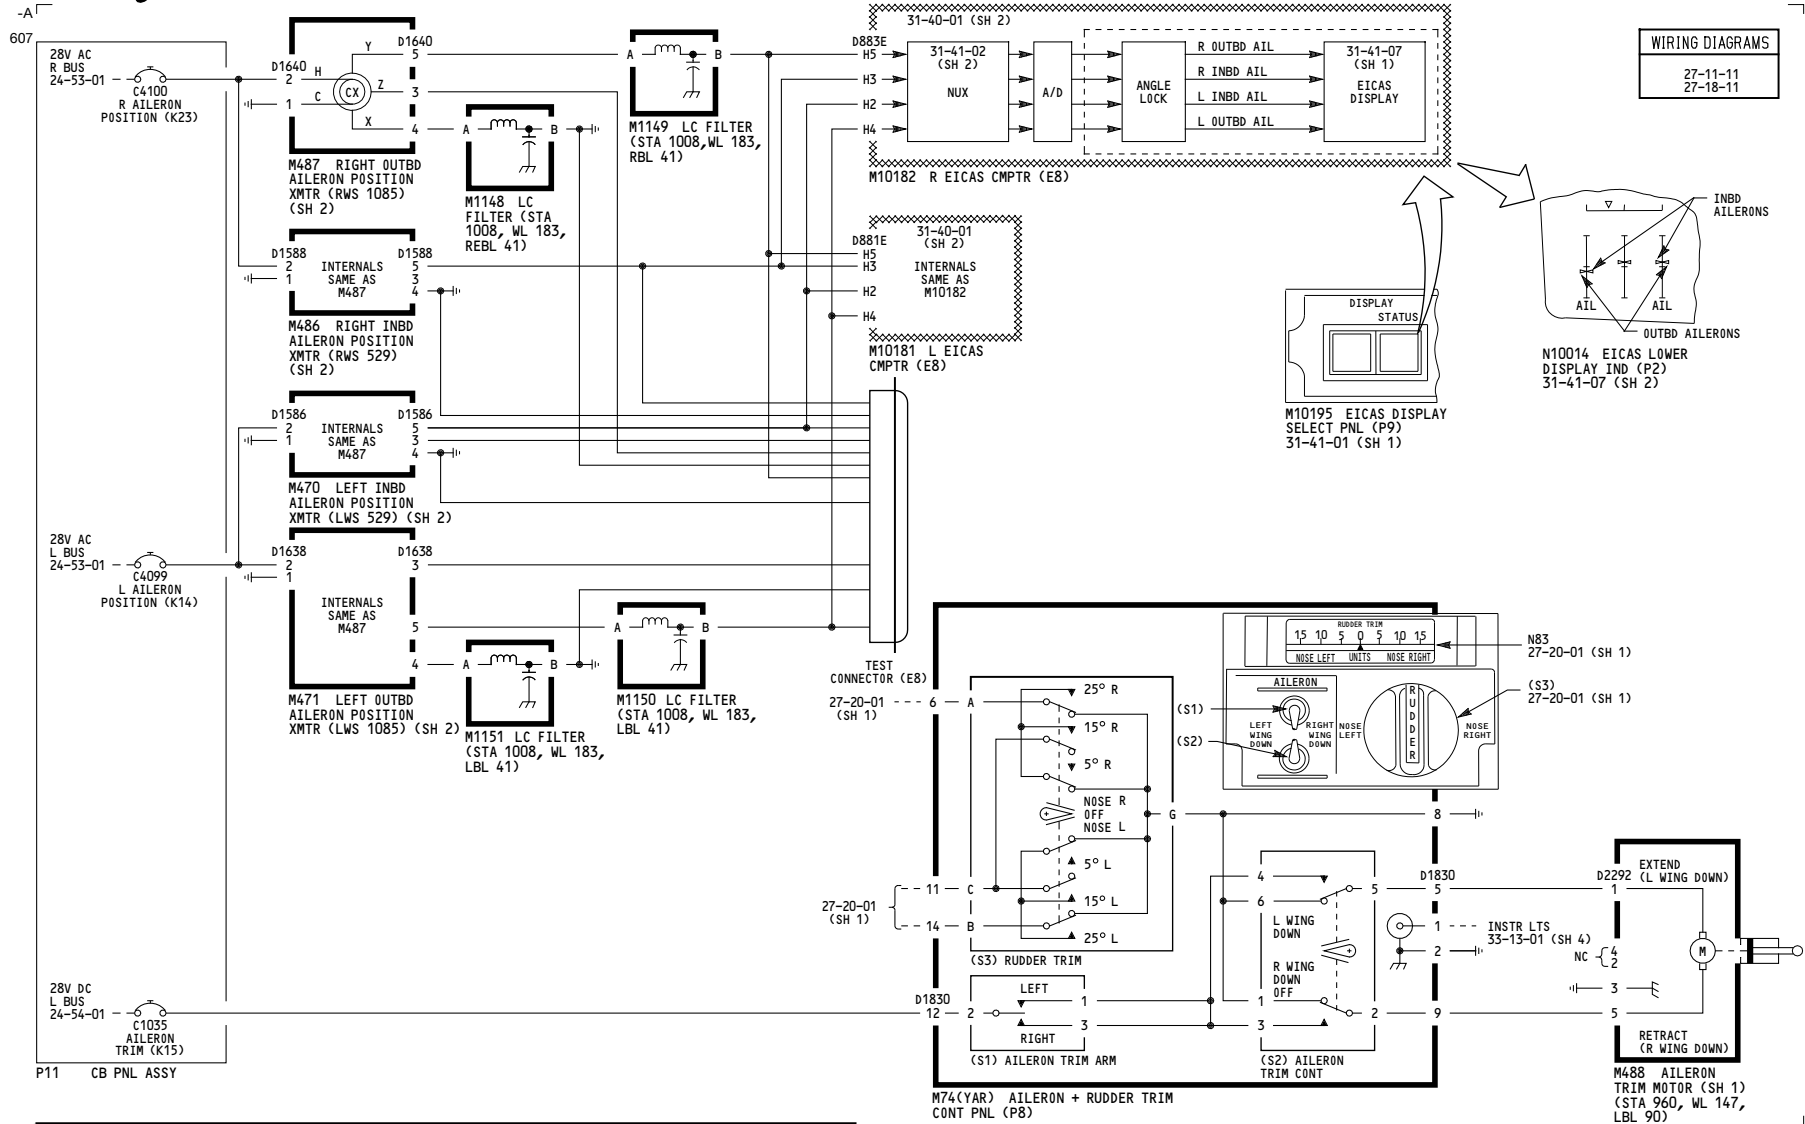 -A
607
28V AC
R BUS
24-53-01
C4100
R AILERON
POSITION (K23)
D1640
2
H
1
C
CX
Y
Z
X
D1640
5
3
4
M487 RIGHT OUTBD
AILERON POSITION
XMTR (RWS 1085)
(SH 2)
A
B
M1148 LC
FILTER (STA
1008, WL 183,
REBL 41)
A
B
M1149 LC FILTER
(STA 1008,WL 183,
RBL 41)
31-40-01 (SH 2)
D883E
H5
H3
H2
H4
31-41-02
(SH 2)
NUX
A/D
ANGLE
LOCK
R OUTBD AIL
R INBD AIL
L INBD AIL
L OUTBD AIL
31-41-07
(SH 1)
EICAS
DISPLAY
M10182 R EICAS CMPTR (E8)
WIRING DIAGRAMS
27-11-11
27-18-11
D1588
2
1
INTERNALS
SAME AS
M487
D1588
5
3
4
M486 RIGHT INBD
AILERON POSITION
XMTR (RWS 529)
(SH 2)
31-40-01
(SH 2)
D881E
H5
H3
H2
H4
INTERNALS
SAME AS
M10182
M10181 L EICAS
CMPTR (E8)
DISPLAY
STATUS
M10195 EICAS DISPLAY
SELECT PNL (P9)
31-41-01 (SH 1)
INBD
AILERONS
AIL
AIL
OUTBD AILERONS
N10014 EICAS LOWER
DISPLAY IND (P2)
31-41-07 (SH 2)
D1586
2
1
INTERNALS
SAME AS
M487
D1586
5
3
4
M470 LEFT INBD
AILERON POSITION
XMTR (LWS 529) (SH 2)
28V AC
L BUS
24-53-01
C4099
L AILERON
POSITION (K14)
D1638
2
1
INTERNALS
SAME AS
M487
D1638
3
5
4
M471 LEFT OUTBD
AILERON POSITION
XMTR (LWS 1085) (SH 2)
A
B
M1151 LC FILTER
(STA 1008, WL 183,
LBL 41)
A
B
M1150 LC FILTER
(STA 1008, WL 183,
LBL 41)
TEST
CONNECTOR (E8)
27-20-01
(SH 1)
6
A
25° R
15° R
5° R
NOSE R
OFF
NOSE L
5° L
15° L
25° L
G
27-20-01
(SH 1)
11
C
14
B
(S3) RUDDER TRIM
RUDDER TRIM
15 10 5 0 5 10 15
NOSE LEFT UNITS NOSE RIGHT
N83
27-20-01 (SH 1)
(S3)
27-20-01 (SH 1)
AILERON
(S1)
(S2)
LEFT
WING
DOWN
RIGHT
WING
DOWN
NOSE
LEFT
RUDDER
NOSE
RIGHT
8
4
6
L WING
DOWN
R WING
DOWN
OFF
1
3
5
2
(S2) AILERON
TRIM CONT
D1830
5
1
2
9
INSTR LTS
33-13-01 (SH 4)
28V DC
L BUS
24-54-01
C1035
AILERON
TRIM (K15)
P11 CB PNL ASSY
D1830
12
2
LEFT
RIGHT
1
3
(S1) AILERON TRIM ARM
M74(YAR) AILERON + RUDDER TRIM
CONT PNL (P8)
D2292
1
NC
4
2
3
5
EXTEND
(L WING DOWN)
M
RETRACT
(R WING DOWN)
M488 AILERON
TRIM MOTOR (SH 1)
(STA 960, WL 147,
LBL 90)